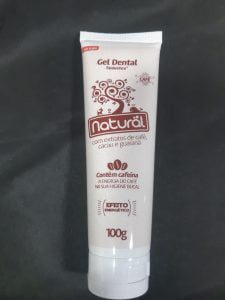 Gel Dental
Natural
com extratos de café,
cacau e guaraná
Contém cafeína
A ENERGIA DO CAFÉ
NA SUA HIGIENE BUCAL
EFEITO
ENERGÉTICO
100g